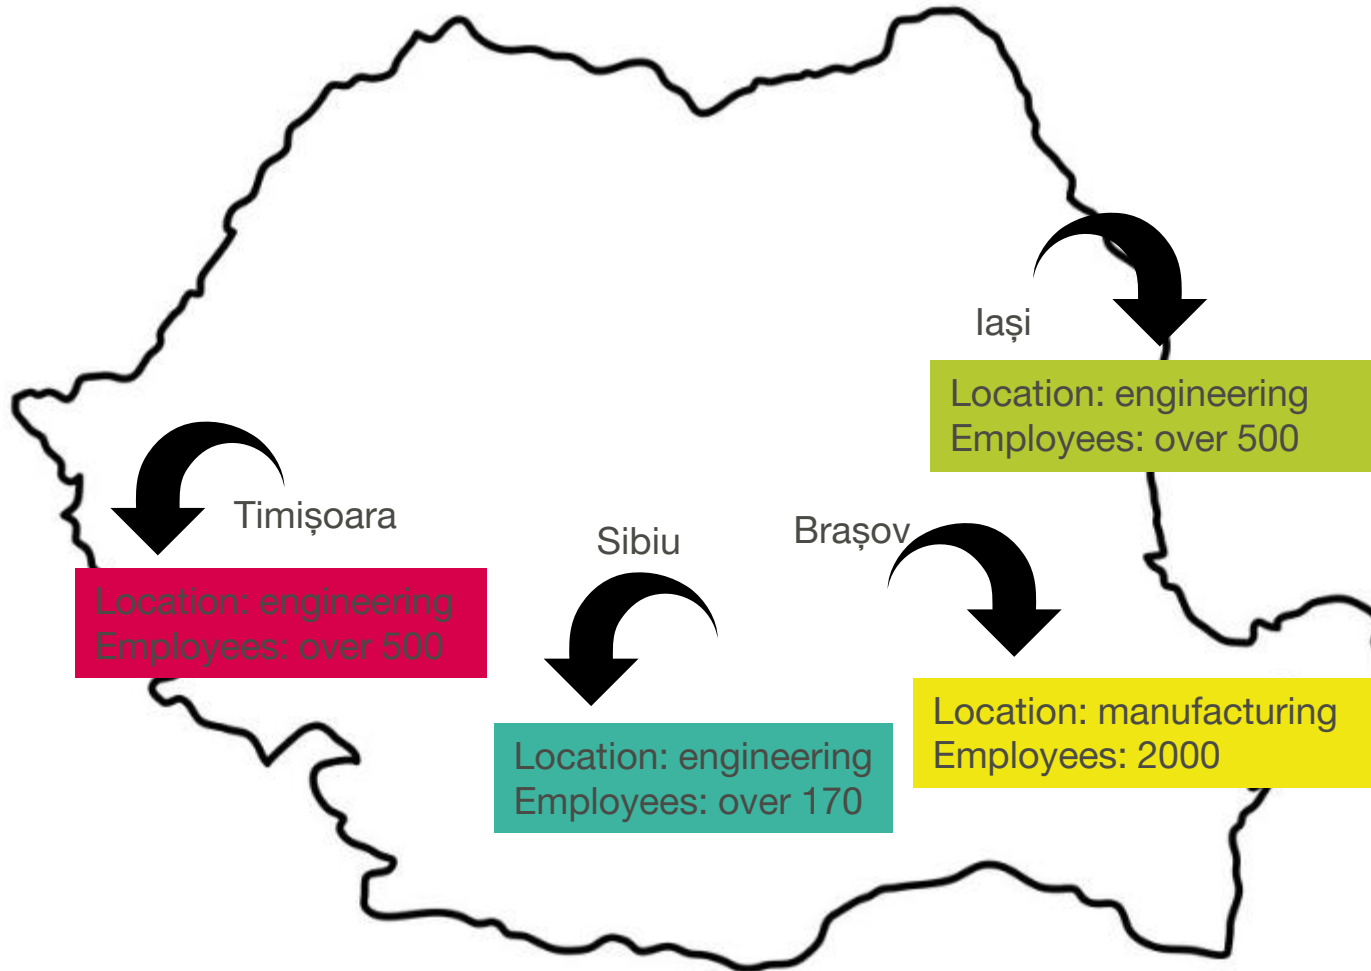 Iași
Location: engineering
Employees: over 500
Timișoara
Location: engineering
Employees: over 500
Sibiu
Location: engineering
Employees: over 170
Brașov
Location: manufacturing
Employees: 2000